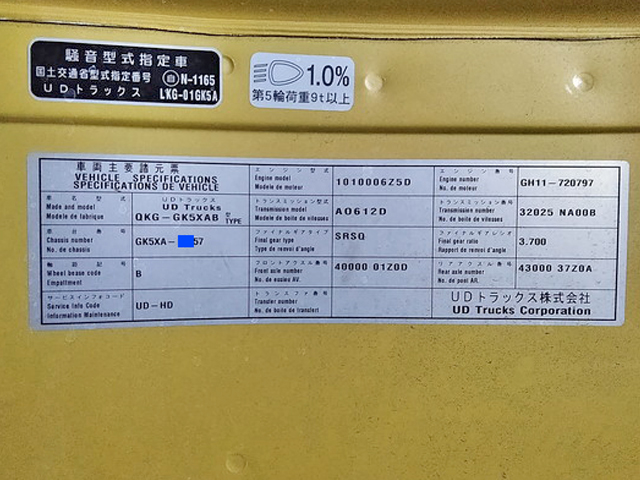 騒音型式指定車
国土交通省型式指定番号 自 N-1165
UDトラックス LKG-01GK5A
1.0%
第5輪荷重9t以上
車両主要諸元票
VEHICLE SPECIFICATIONS
SPECIFICATIONS DE VEHICLE
車名 型式
Made and model
Modele de fabrique
UDトラックス
UD Trucks
QKG-GK5XAB 型 TYPE
車台番号
Chassis number
No. de chassis
GK5XA- 57
輪距記号
Wheel base code
Empattement
B
サービスインフォコード
Service Info Code
Information Maintenance
UD-HD
エンジン型式
Engine model
Modele de moteur
1010006Z5D
トランスミッション型式
Transmission model
Modele de boite de vitesses
AO612D
ファイナルギアタイプ
Final gear type
Type de renvoi d'angle
SRSQ
フロントアクスル番号
Front axle number
No. de essieu AV.
40000 01Z0D
トランスファ番号
Transfer number
No. de boite de transfert
エンジン番号
Engine number
No. de moteur
GH11-720797
トランスミッション番号
Transmission number
No. de boite de vitesses
32025 NA00B
ファイナルギアレシオ
Final gear ratio
Rapport de renvoi d'angle
3.700
リアアクスル番号
Rear axle number
No. de pont AR.
43000 37Z0A
UDトラックス株式会社
UD Trucks Corporation